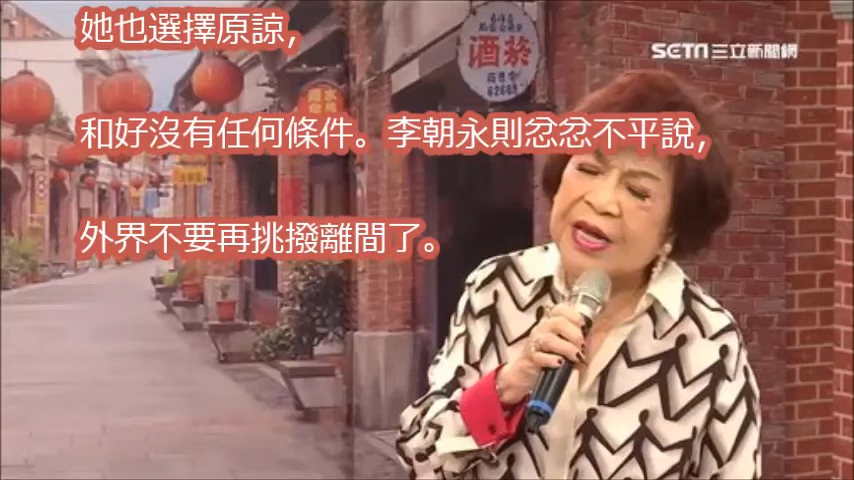 她也選擇原諒，
SETN三立新聞網
和好沒有任何條件。李朝永則忿忿不平說，
外界不要再挑撥離間了。
酒菸